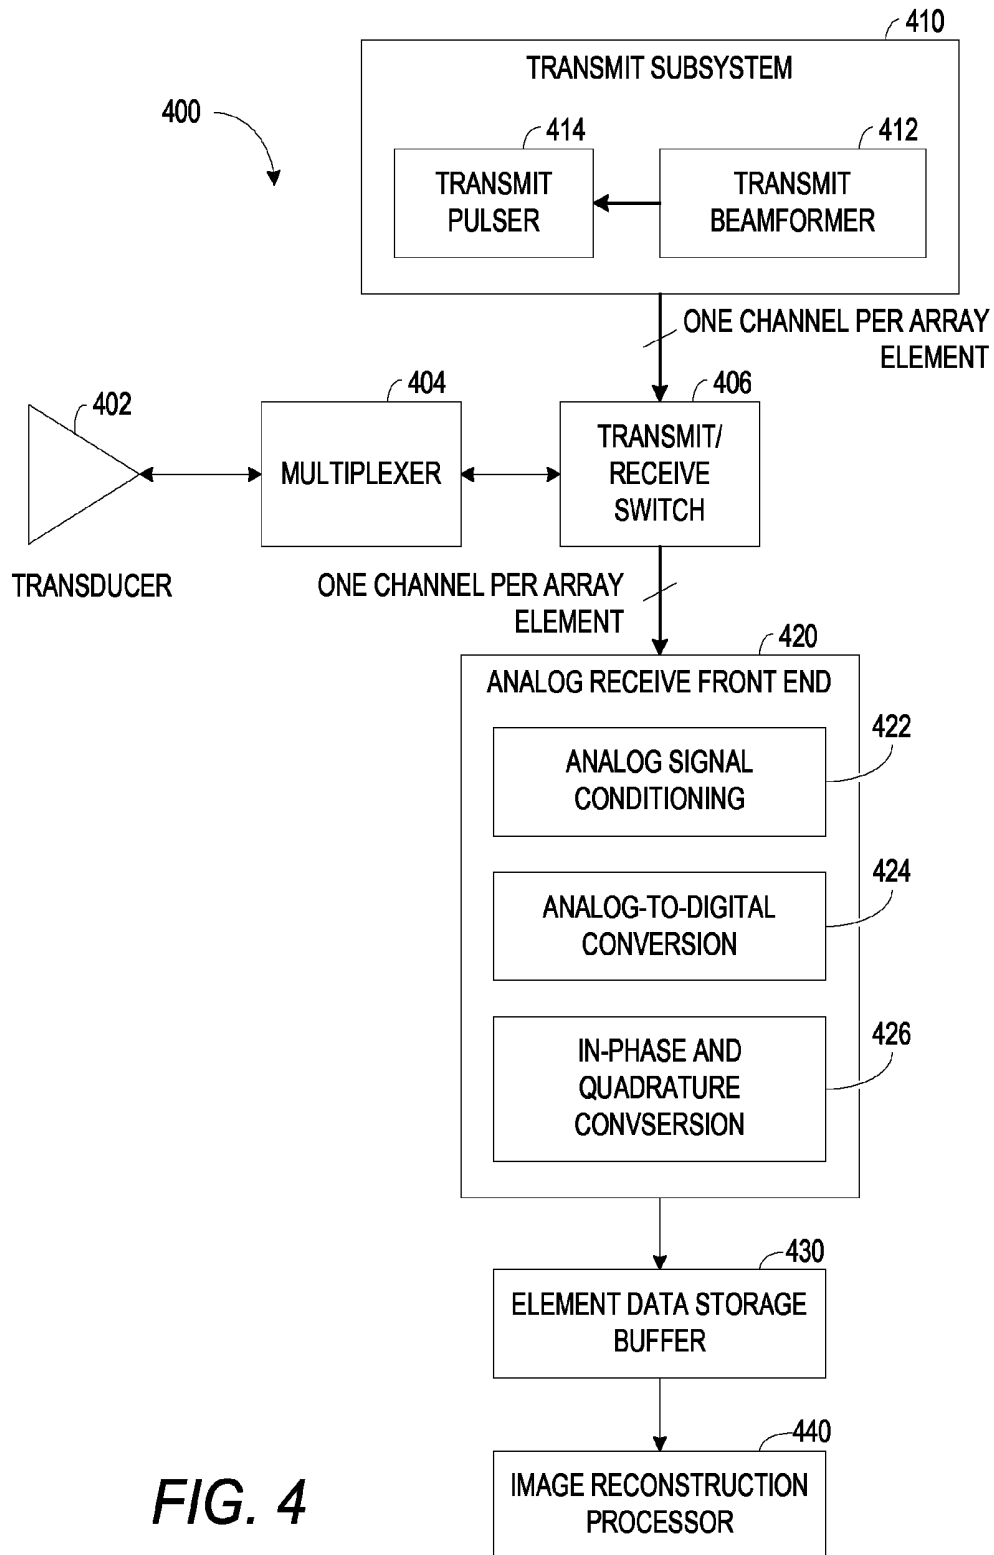 410
TRANSMIT SUBSYSTEM
400
414
412
TRANSMIT
PULSER
TRANSMIT
BEAMFORMER
ONE CHANNEL PER ARRAY
ELEMENT
402
404
406
MULTIPLEXER
TRANSMIT/
RECEIVE
SWITCH
TRANSDUCER
ONE CHANNEL PER ARRAY
ELEMENT
420
ANALOG RECEIVE FRONT END
422
ANALOG SIGNAL
CONDITIONING
424
ANALOG-TO-DIGITAL
CONVERSION
426
IN-PHASE AND
QUADRATURE
CONVSERSION
430
ELEMENT DATA STORAGE
BUFFER
440
IMAGE RECONSTRUCTION
PROCESSOR
FIG. 4